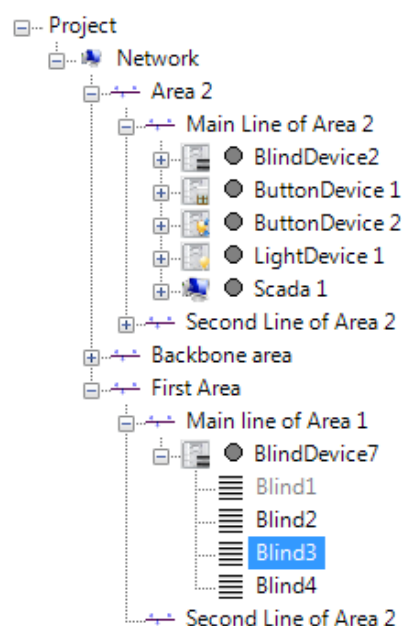 Project
Network
Area 2
Main Line of Area 2
BlindDevice2
ButtonDevice 1
ButtonDevice 2
LightDevice 1
Scada 1
Second Line of Area 2
Backbone area
First Area
Main line of Area 1
BlindDevice7
Blind1
Blind2
Blind3
Blind4
Second Line of Area 2